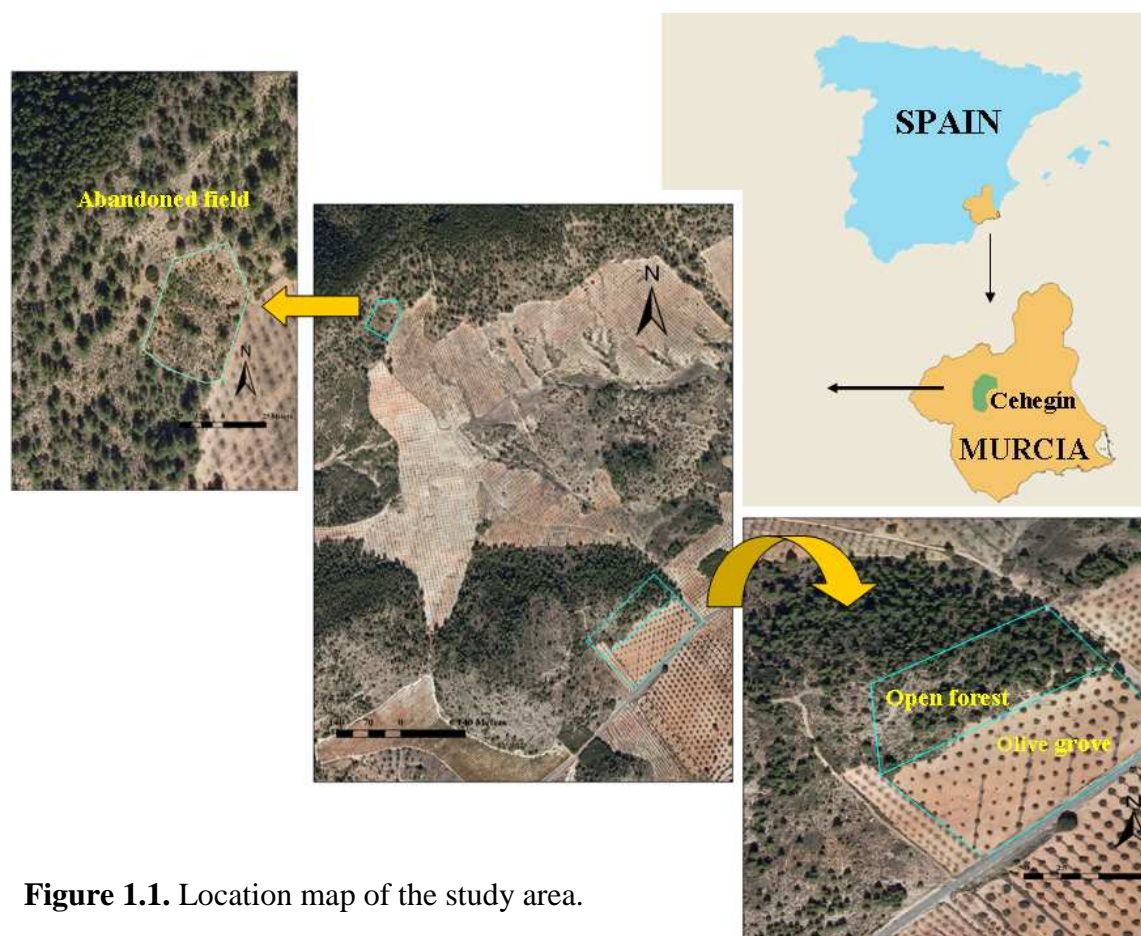 SPAIN
Cehegín
MURCIA
Abandoned field
N
N
Open forest
Olive grove
N
Figure 1.1. Location map of the study area.